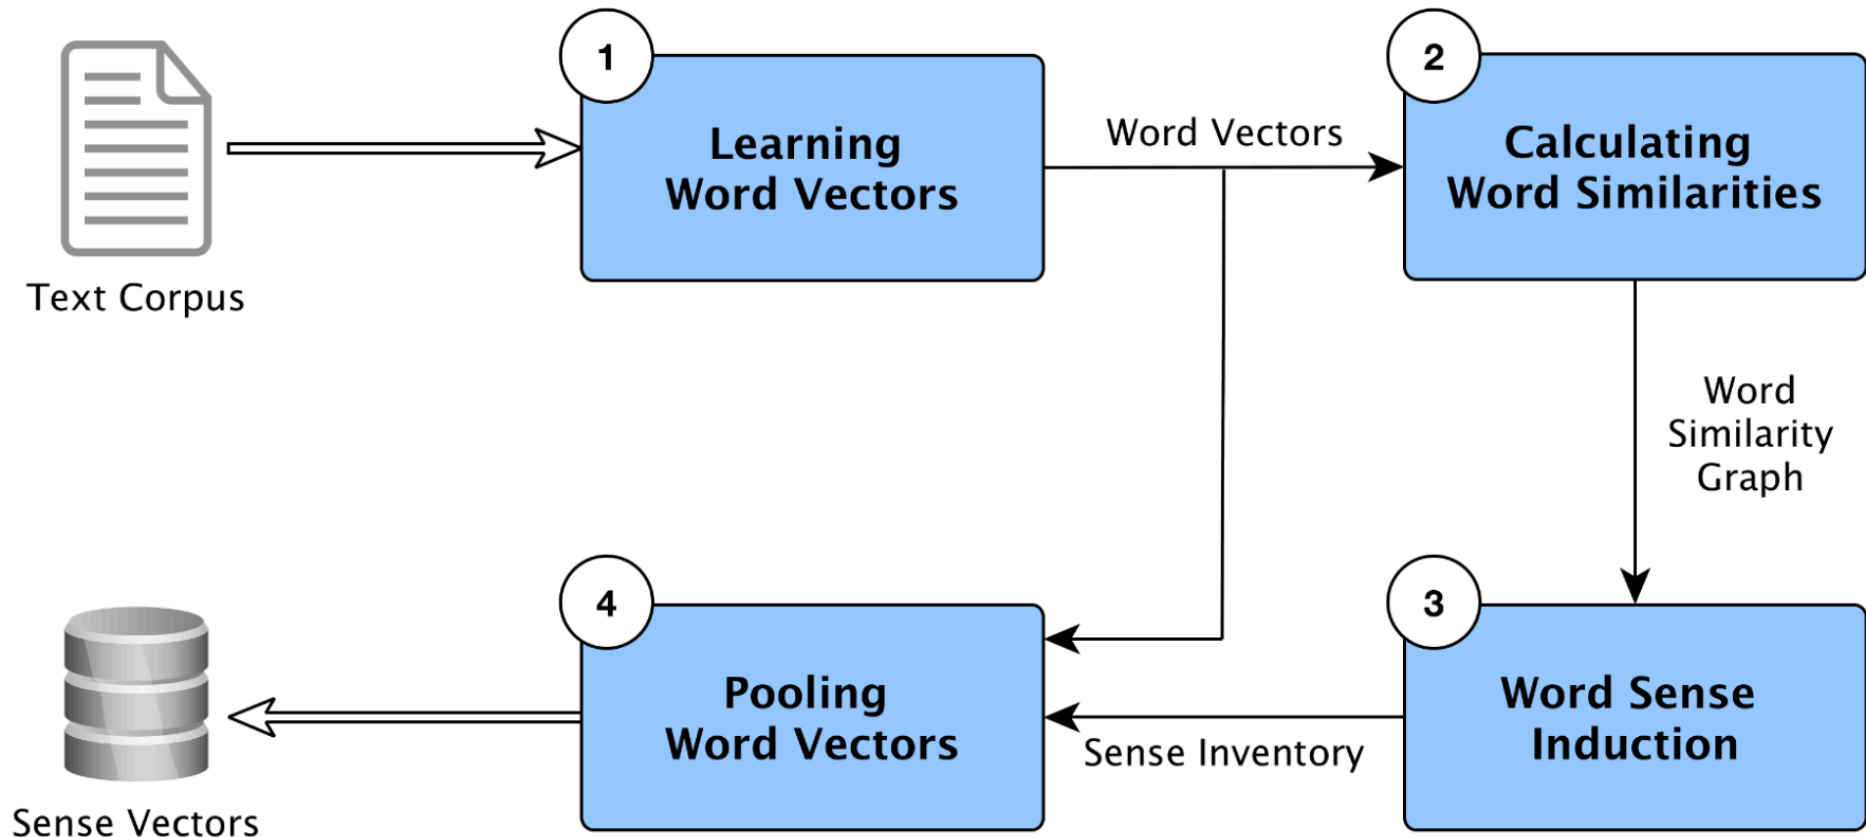 1
Learning
Word Vectors
Word Vectors
2
Calculating
Word Similarities
Text Corpus
Word
Similarity
Graph
4
Pooling
Word Vectors
Sense Inventory
3
Word Sense
Induction
Sense Vectors